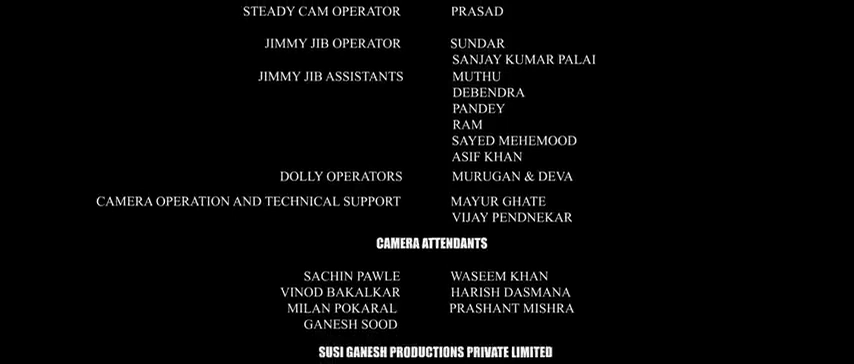 STEADY CAM OPERATOR PRASAD
JIMMY JIB OPERATOR SUNDAR
SANJAY KUMAR PALAI
JIMMY JIB ASSISTANTS MUTHU
DEBENDRA
PANDEY
RAM
SAYED MEHEMOOD
ASIF KHAN
DOLLY OPERATORS MURUGAN & DEVA
CAMERA OPERATION AND TECHNICAL SUPPORT MAYUR GHATE
VIJAY PENDNEKAR
CAMERA ATTENDANTS
SACHIN PAWLE WASEEM KHAN
VINOD BAKALKAR HARISH DASMANA
MILAN POKARAL PRASHANT MISHRA
GANESH SOOD
SUSI GANESH PRODUCTIONS PRIVATE LIMITED